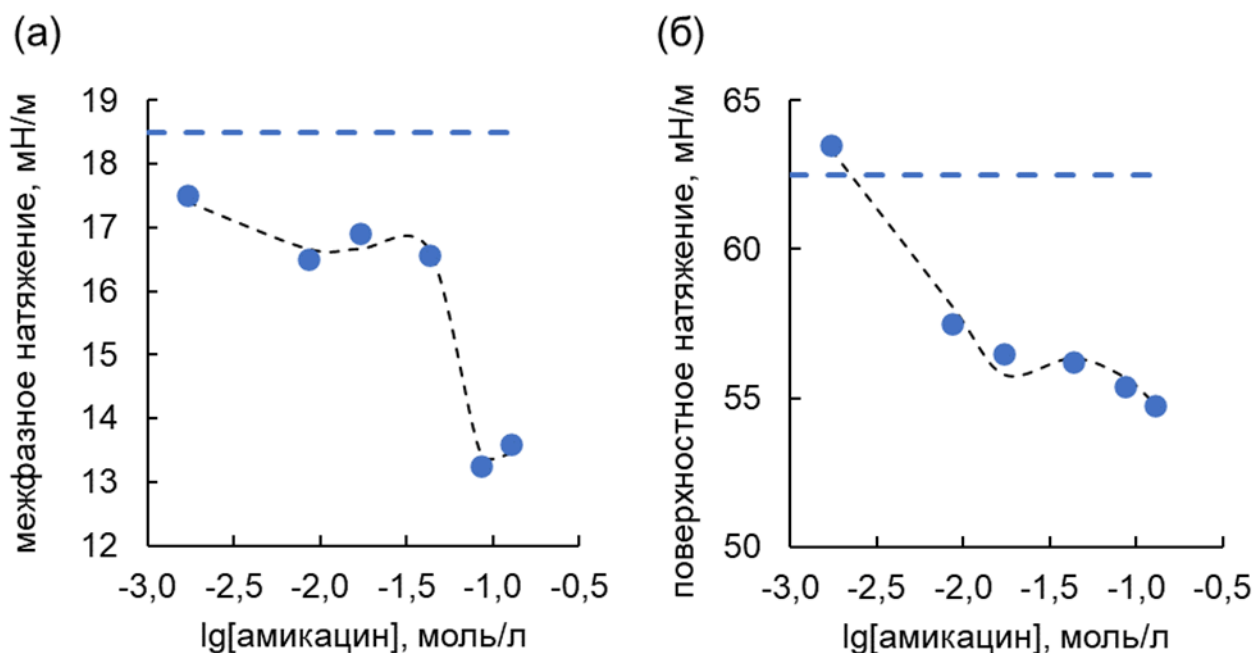 (а)
межфазное натяжение, мН/м
19
18
17
16
15
14
13
12
-3,0 -2,5 -2,0 -1,5 -1,0 -0,5
lg[амикацин], моль/л
(б)
поверхностное натяжение, мН/м
65
60
55
50
-3,0 -2,5 -2,0 -1,5 -1,0 -0,5
lg[амикацин], моль/л